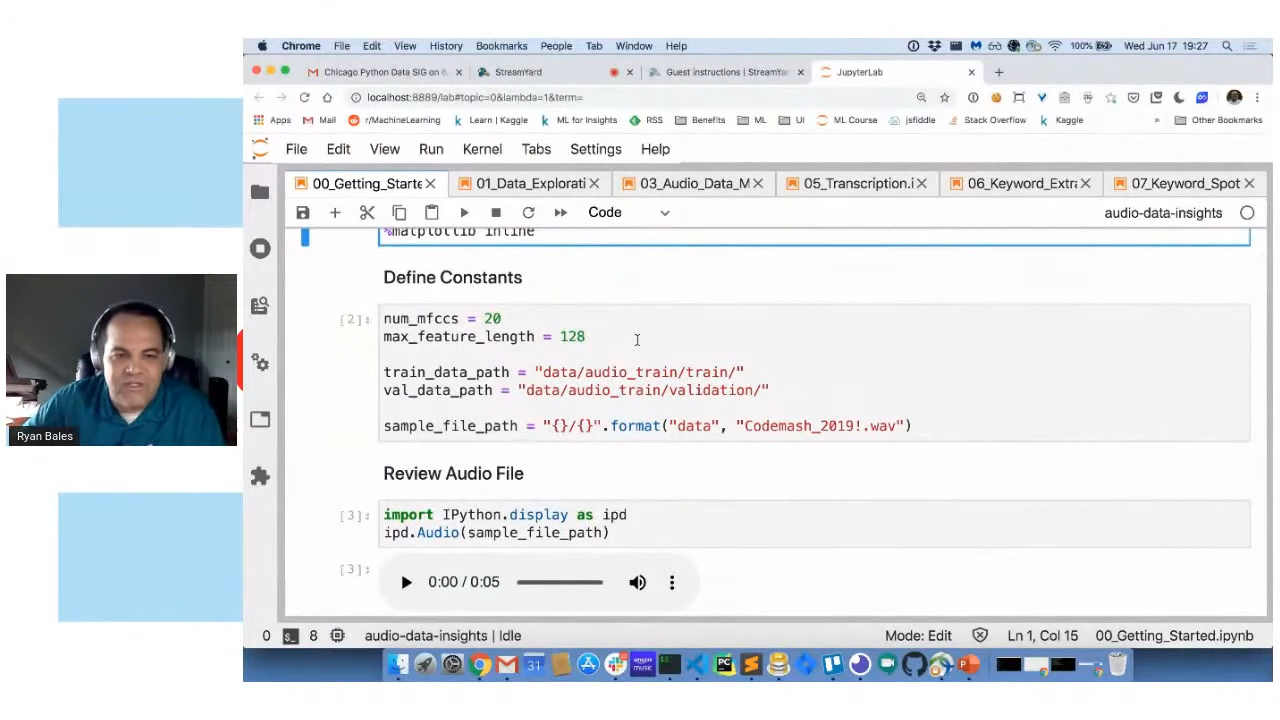 Chrome File Edit View History Bookmarks People Tab Window Help 100% Wed Jun 17 19:27
Chicago Python Data SIG on 6. StreamYard Guest instructions | StreamYar JupyterLab
localhost:8889/lab#topic=0&lambda=1&term=
Apps Mail r/MachineLearning Learn | Kaggle ML for Insights RSS Benefits ML UI ML Course jsfiddle Stack Overflow Kaggle » Other Bookmarks
File Edit View Run Kernel Tabs Settings Help
00_Getting_Starte 01_Data_Explorati 03_Audio_Data_M 05_Transcription.i 06_Keyword_Extra 07_Keyword_Spot
Code audio-data-insights
%matplotlib inline
Define Constants
[2]: num_mfccs = 20
max_feature_length = 128
train_data_path = "data/audio_train/train/"
val_data_path = "data/audio_train/validation/"
sample_file_path = "{}/{}".format("data", "Codemash_2019!.wav")
Review Audio File
[3]: import IPython.display as ipd
ipd.Audio(sample_file_path)
[3]:
0:00 / 0:05
Ryan Bales
0 8 audio-data-insights | Idle Mode: Edit Ln 1, Col 15 00_Getting_Started.ipynb